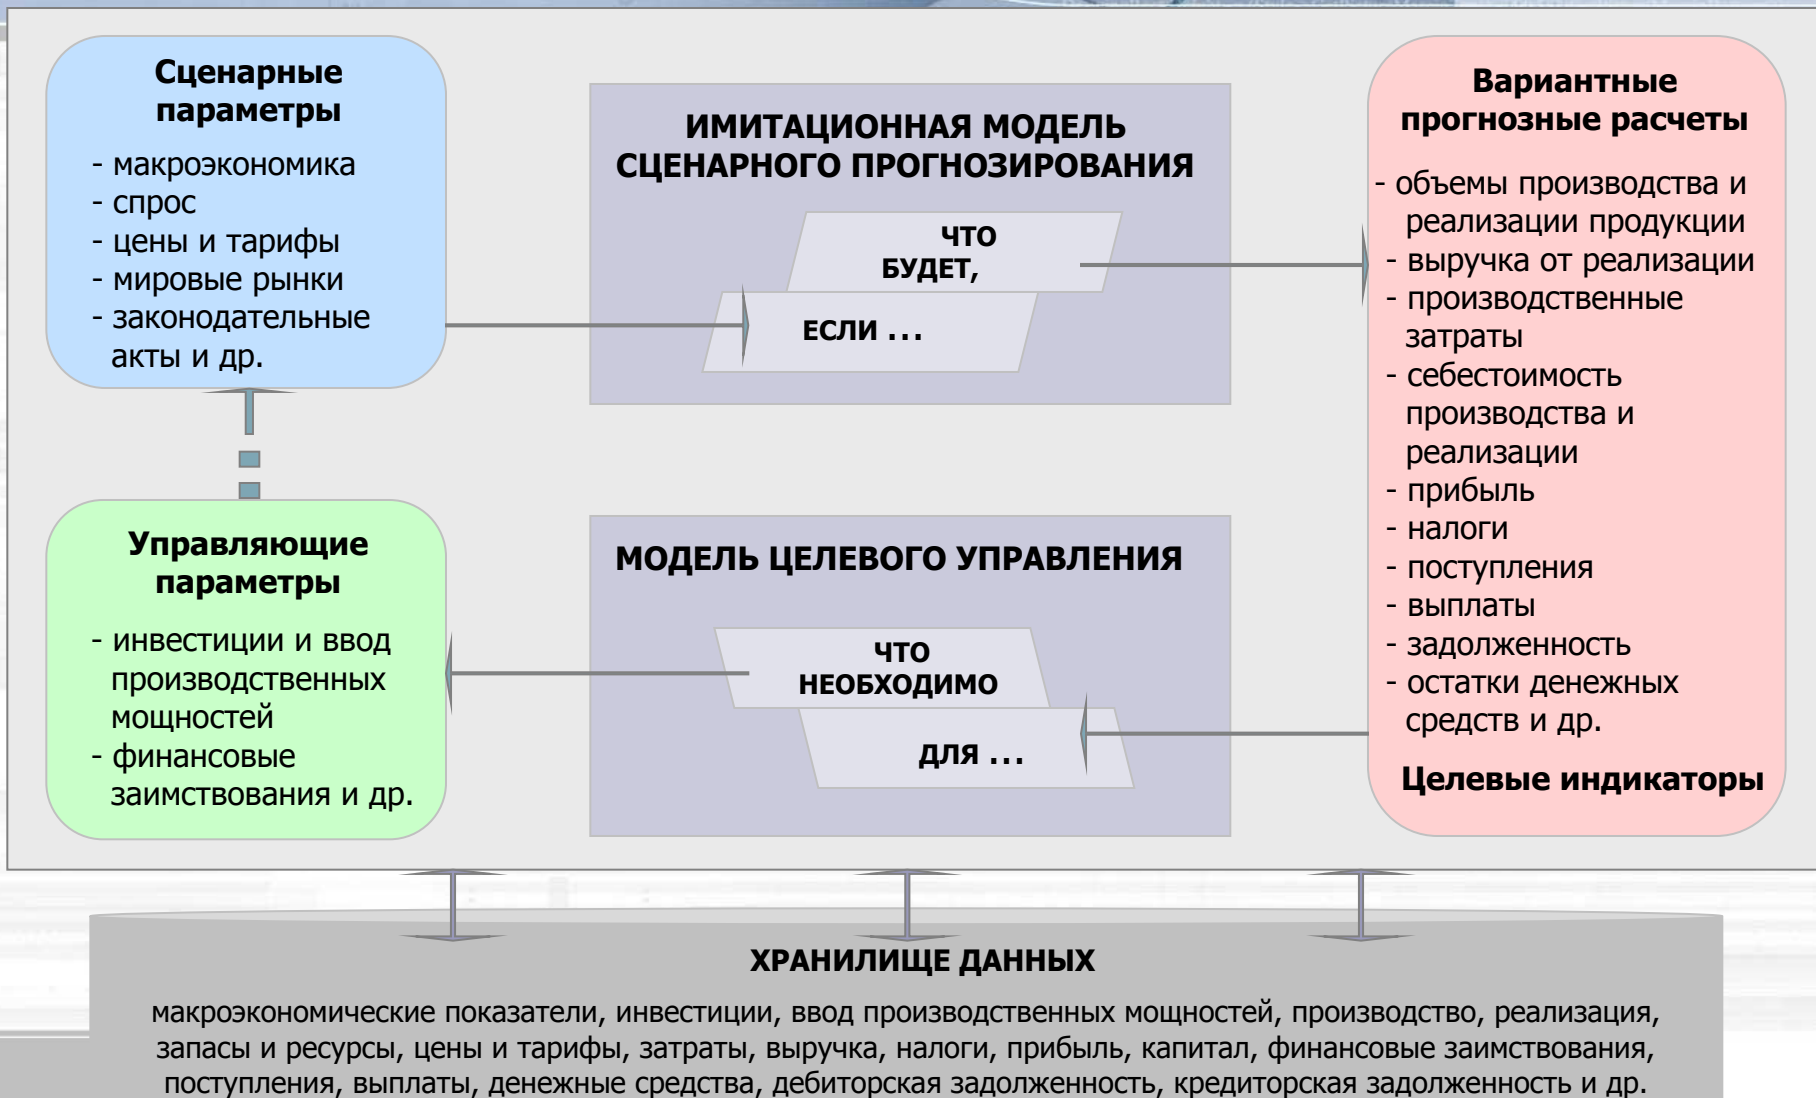 Сценарные
параметры
- макроэкономика
- спрос
- цены и тарифы
- мировые рынки
- законодательные
акты и др.
ИМИТАЦИОННАЯ МОДЕЛЬ
СЦЕНАРНОГО ПРОГНОЗИРОВАНИЯ
ЧТО
БУДЕТ,
ЕСЛИ ...
Вариантные
прогнозные расчеты
- объемы производства и
реализации продукции
- выручка от реализации
- производственные
затраты
- себестоимость
производства и
реализации
- прибыль
- налоги
- поступления
- выплаты
- задолженность
- остатки денежных
средств и др.
Целевые индикаторы
Управляющие
параметры
- инвестиции и ввод
производственных
мощностей
- финансовые
заимствования и др.
МОДЕЛЬ ЦЕЛЕВОГО УПРАВЛЕНИЯ
ЧТО
НЕОБХОДИМО
ДЛЯ ...
ХРАНИЛИЩЕ ДАННЫХ
макроэкономические показатели, инвестиции, ввод производственных мощностей, производство, реализация,
запасы и ресурсы, цены и тарифы, затраты, выручка, налоги, прибыль, капитал, финансовые заимствования,
поступления, выплаты, денежные средства, дебиторская задолженность, кредиторская задолженность и др.